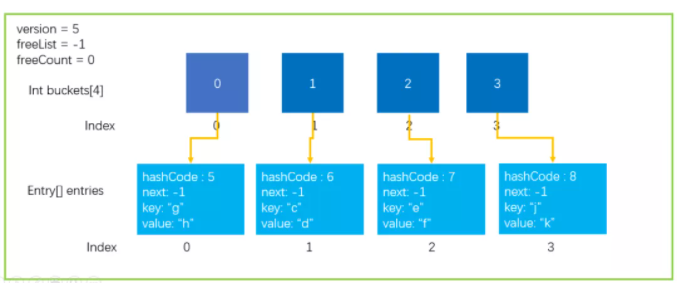 version = 5
freeList = -1
freeCount = 0
Int buckets[4]
0
1
2
3
Index
0
1
2
3
Entry[] entries
hashCode : 5
next: -1
key: "g"
value: "h"
hashCode : 6
next: -1
key: "c"
value: "d"
hashCode : 7
next: -1
key: "e"
value: "f"
hashCode : 8
next: -1
key: "j"
value: "k"
Index
0
1
2
3